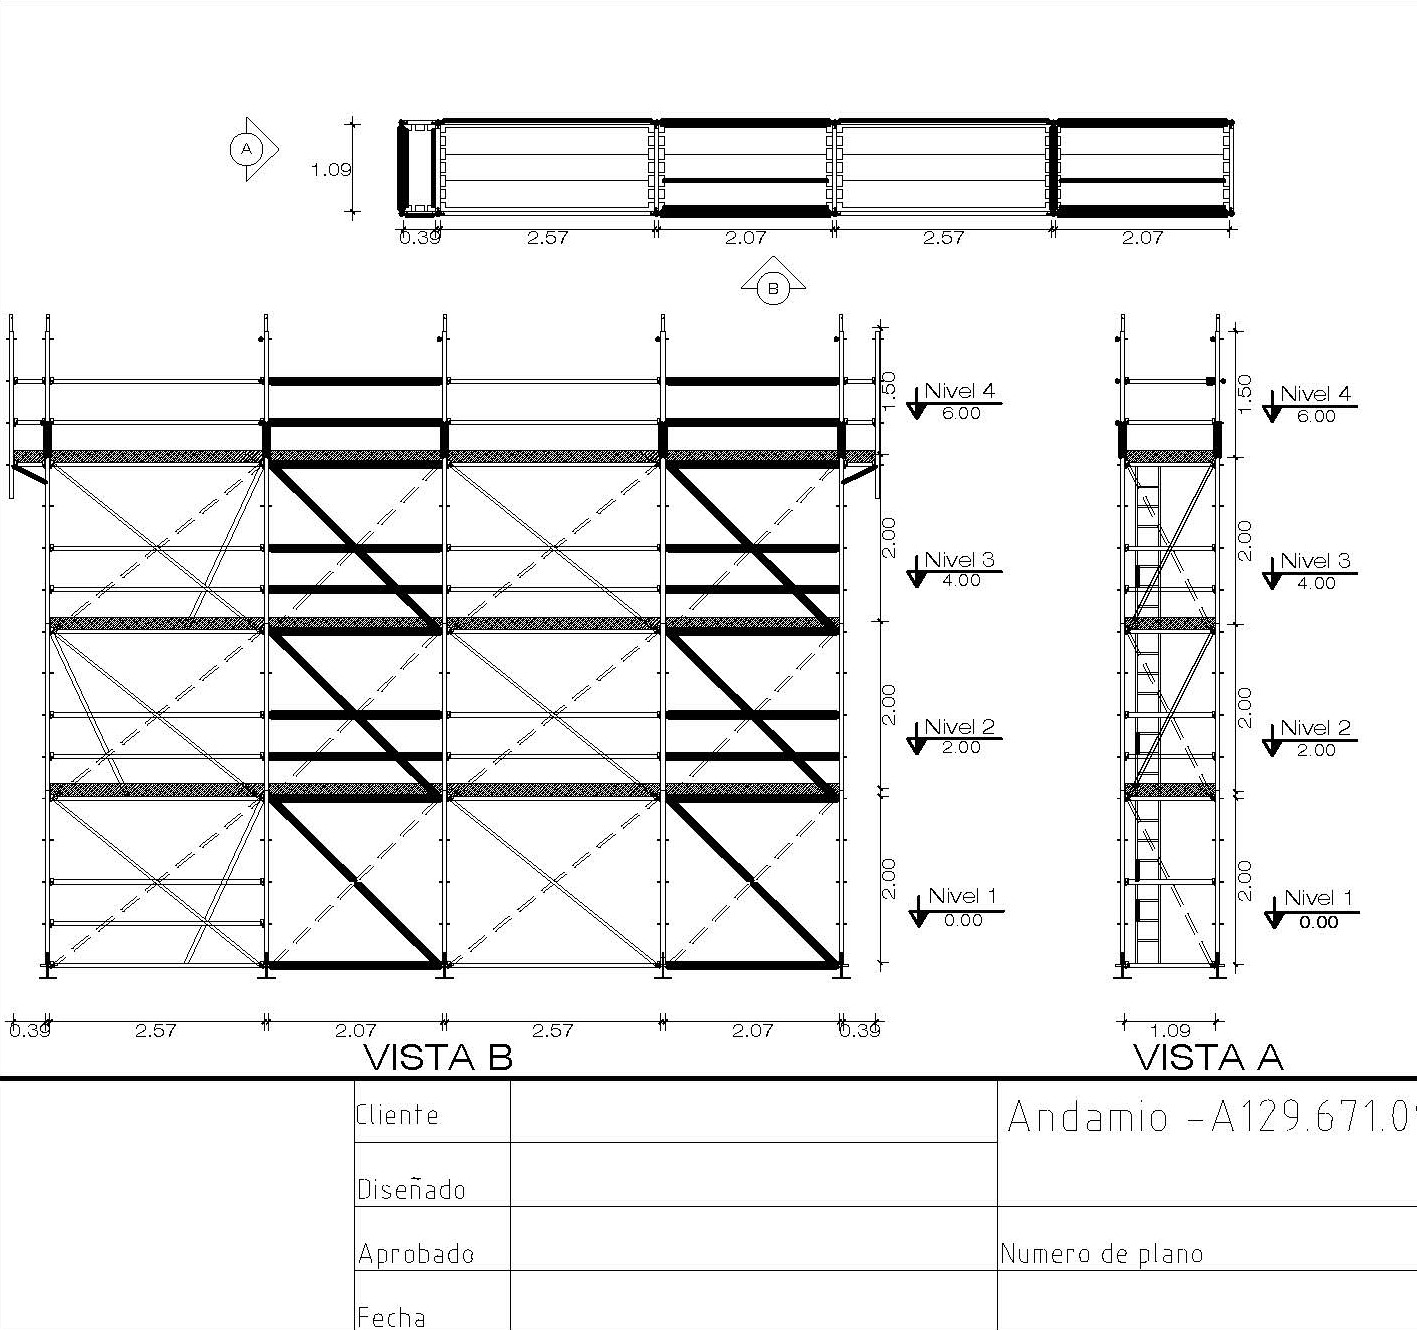 A
1.09
0.39 2.57 2.07 2.57 2.07
B
1.50
Nivel 4
6.00
2.00
Nivel 3
4.00
2.00
Nivel 2
2.00
2.00
Nivel 1
0.00
0.39 2.57 2.07 2.57 2.07 0.39
VISTA B
1.50
Nivel 4
6.00
2.00
Nivel 3
4.00
2.00
Nivel 2
2.00
2.00
Nivel 1
0.00
1.09
VISTA A
Cliente
Andamio -A129.671.0
Diseñado
Aprobado
Numero de plano
Fecha